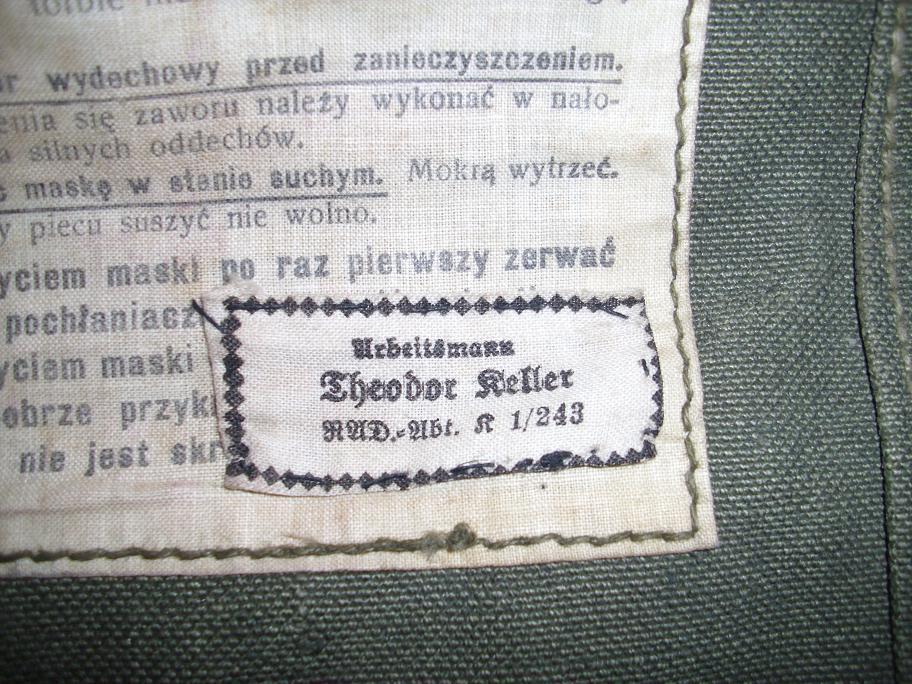 wydechowy przed zanieczyszczeniem.
się zaworu należy wykonać w nało-
a silnych oddechów.
maskę w stanie suchym. Mokrą wytrzeć.
y piecu suszyć nie wolno.
yciem maski po raz pierwszy zerwać
pochłaniacz
yciem maski
obrze przyk
nie jest skr
Arbeitsmann
Theodor Keller
RAD.-Abt. K 1/243